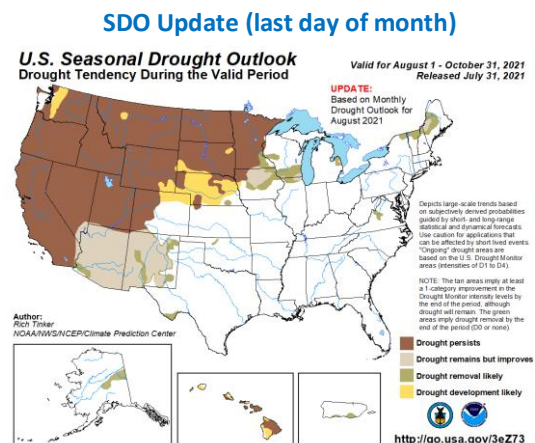 SDO Update (last day of month)
U.S. Seasonal Drought Outlook
Drought Tendency During the Valid Period
Valid for August 1 - October 31, 2021
Released July 31, 2021
UPDATE:
Based on Monthly
Drought Outlook for
August 2021
Depicts large-scale trends based
on subjectively derived probabilities
guided by short- and long-range
statistical and dynamical forecasts.
Use caution for applications that
can be affected by short lived events.
"Ongoing" drought areas are
based on the U.S. Drought Monitor
areas (intensities of D1 to D4).
NOTE: The tan areas imply at least
a 1-category improvement in the
Drought Monitor intensity levels by
the end of the period, although
drought will remain. The green
areas imply drought removal by the
end of the period (D0 or none).
Author:
Rich Tinker
NOAA/NWS/NCEP/Climate Prediction Center
Drought persists
Drought remains but improves
Drought removal likely
Drought development likely
http://go.usa.gov/3eZ73